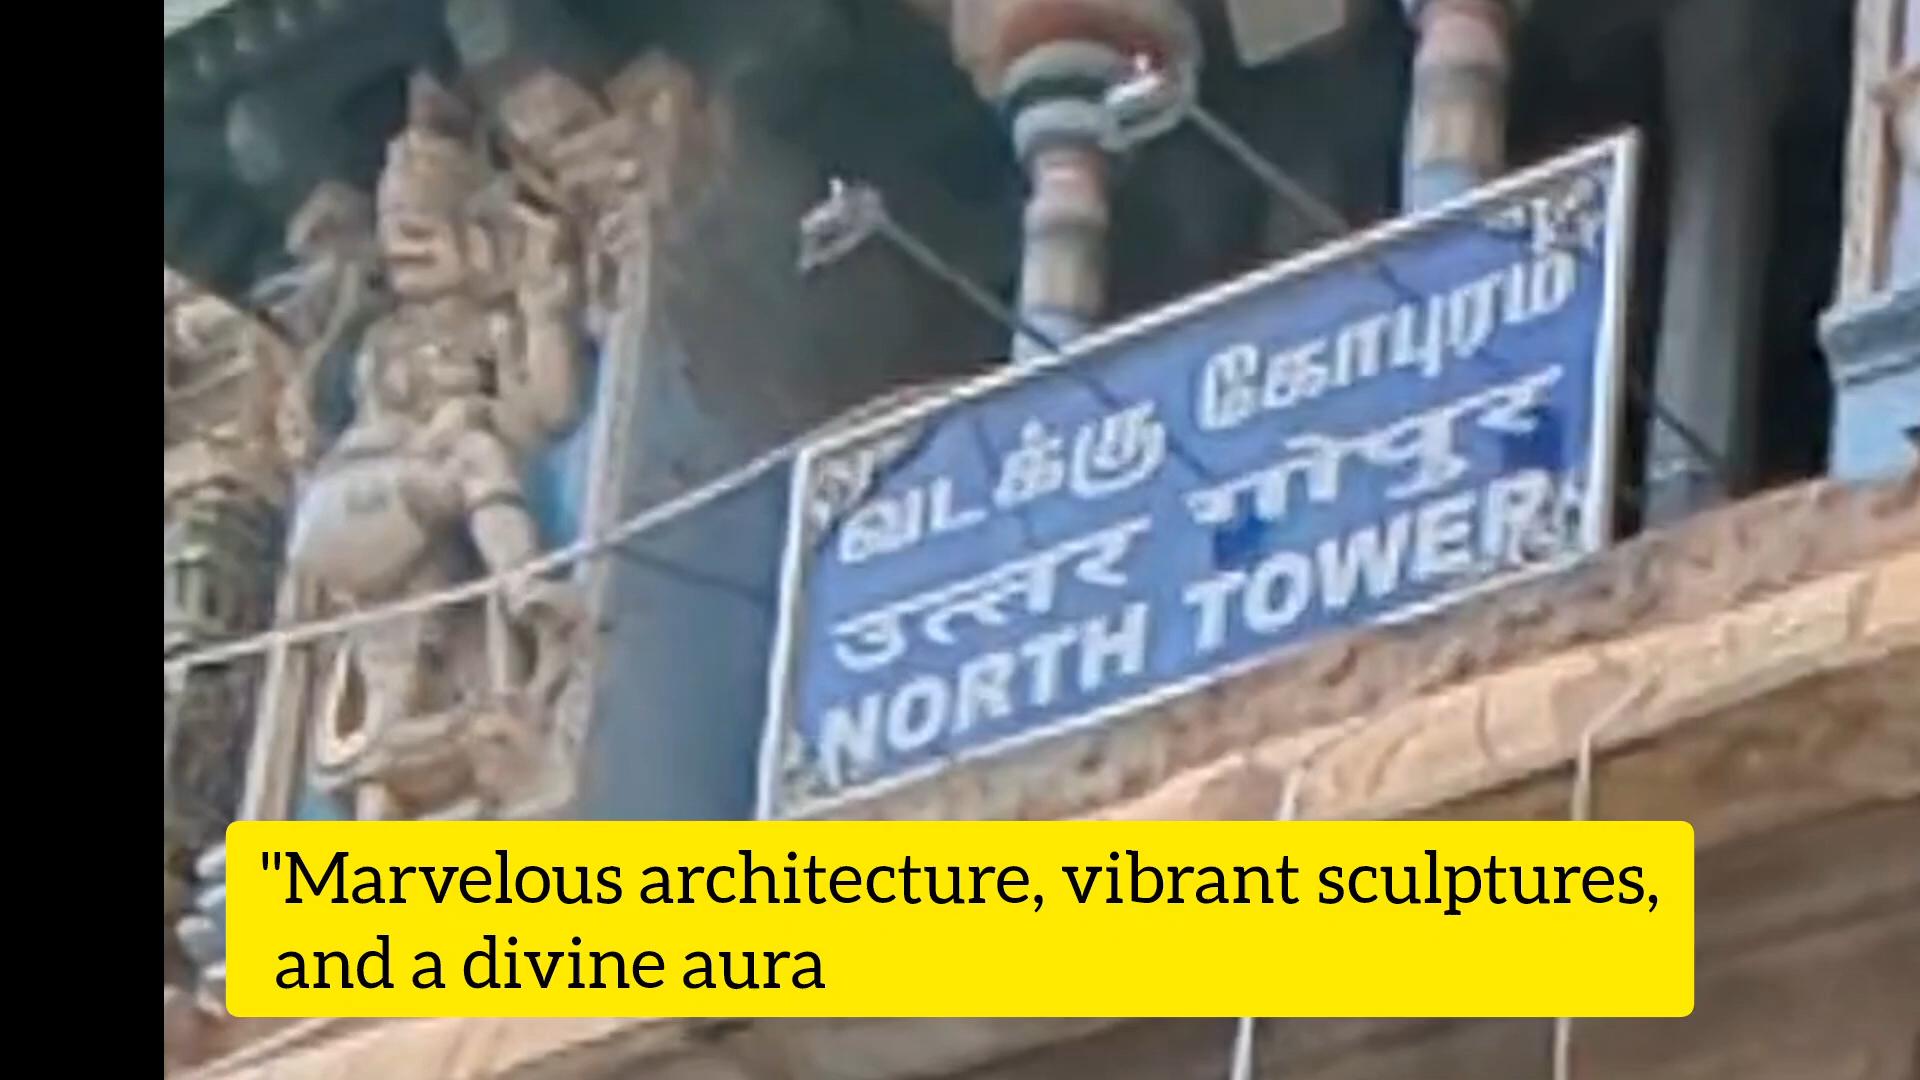 வடக்கு கோபுரம்
उत्तर गोपुर
NORTH TOWER
"Marvelous architecture, vibrant sculptures,
and a divine aura